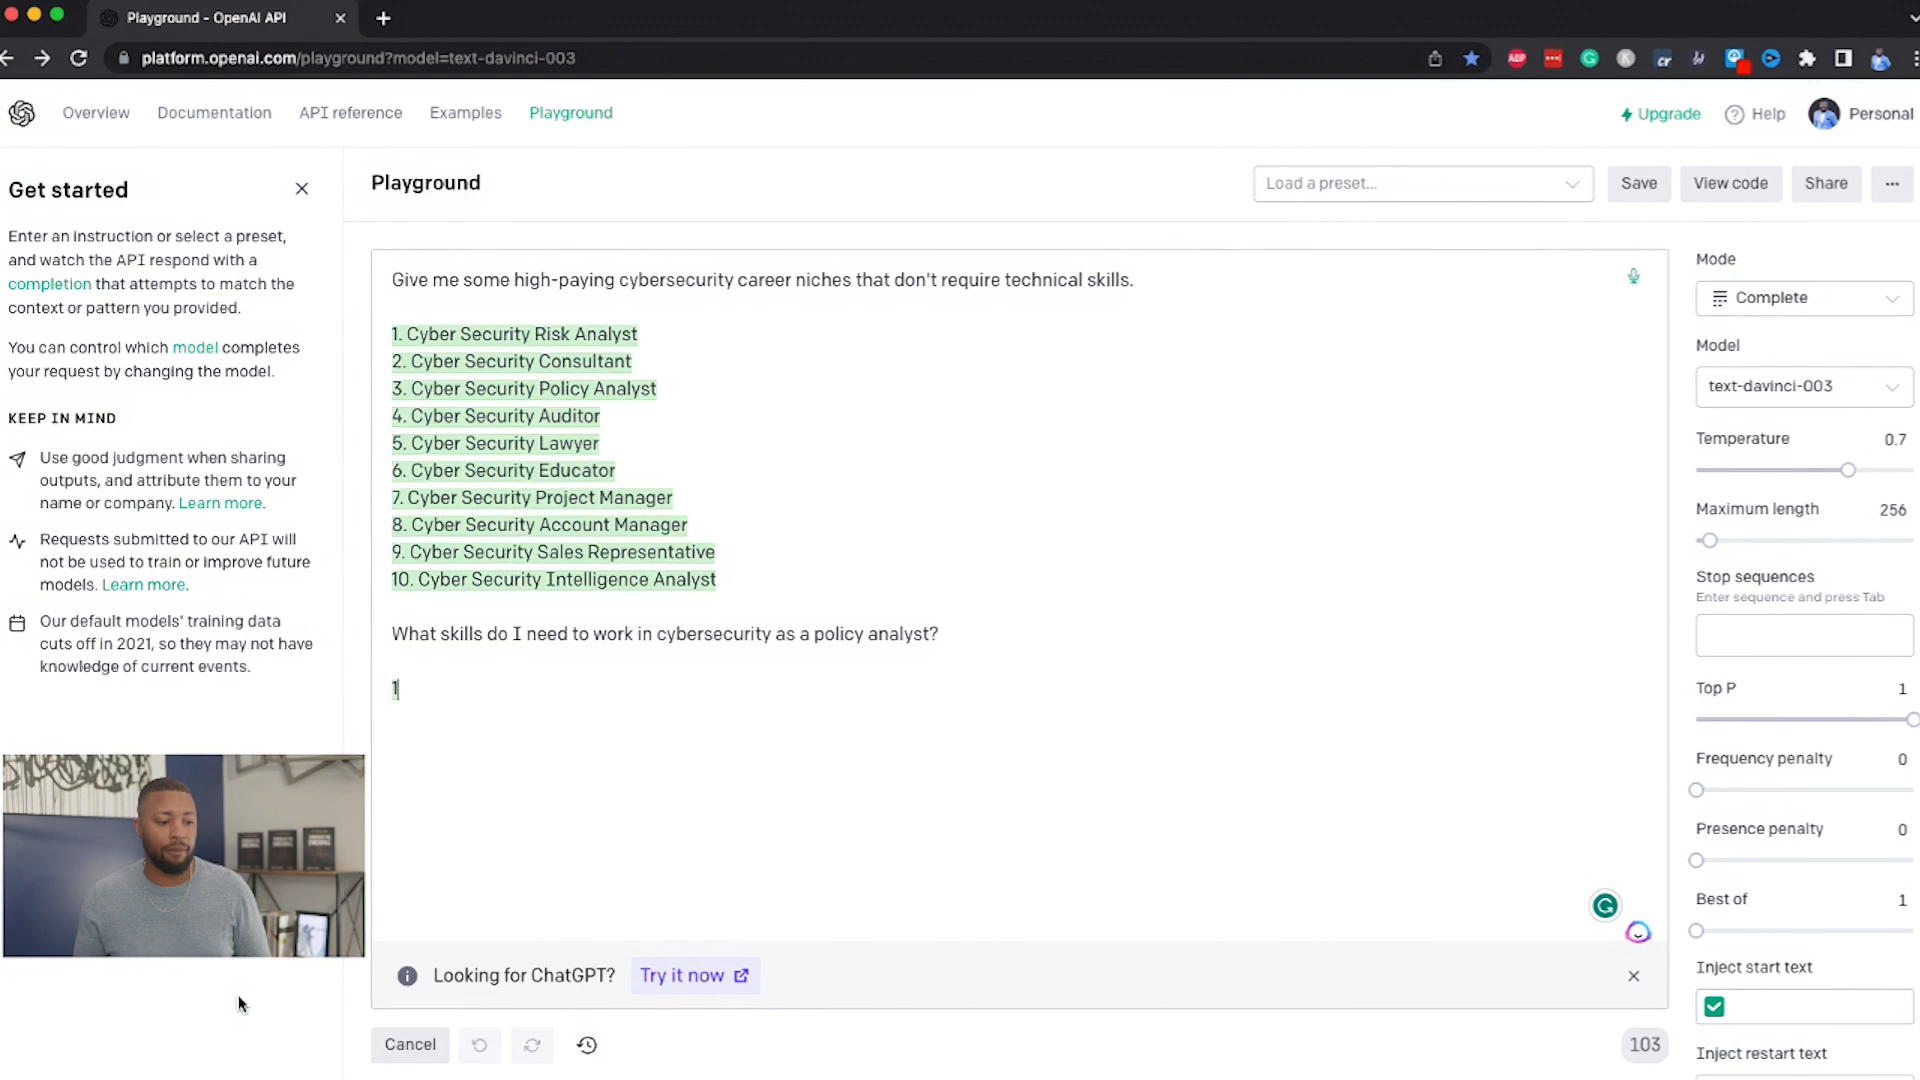 Playground - OpenAI API
platform.openai.com/playground?model=text-davinci-003
ABP
cr
Overview
Documentation
API reference
Examples
Playground
Upgrade
Help
Personal
Get started
Enter an instruction or select a preset,
and watch the API respond with a
completion that attempts to match the
context or pattern you provided.
You can control which model completes
your request by changing the model.
KEEP IN MIND
Use good judgment when sharing
outputs, and attribute them to your
name or company. Learn more.
Requests submitted to our API will
not be used to train or improve future
models. Learn more.
Our default models' training data
cuts off in 2021, so they may not have
knowledge of current events.
Playground
Load a preset...
Save
View code
Share
...
Give me some high-paying cybersecurity career niches that don't require technical skills.
1. Cyber Security Risk Analyst
2. Cyber Security Consultant
3. Cyber Security Policy Analyst
4. Cyber Security Auditor
5. Cyber Security Lawyer
6. Cyber Security Educator
7. Cyber Security Project Manager
8. Cyber Security Account Manager
9. Cyber Security Sales Representative
10. Cyber Security Intelligence Analyst
What skills do I need to work in cybersecurity as a policy analyst?
1
Looking for ChatGPT?
Try it now
Cancel
103
Mode
Complete
Model
text-davinci-003
Temperature 0.7
Maximum length 256
Stop sequences
Enter sequence and press Tab
Top P 1
Frequency penalty 0
Presence penalty 0
Best of 1
Inject start text
Inject restart text